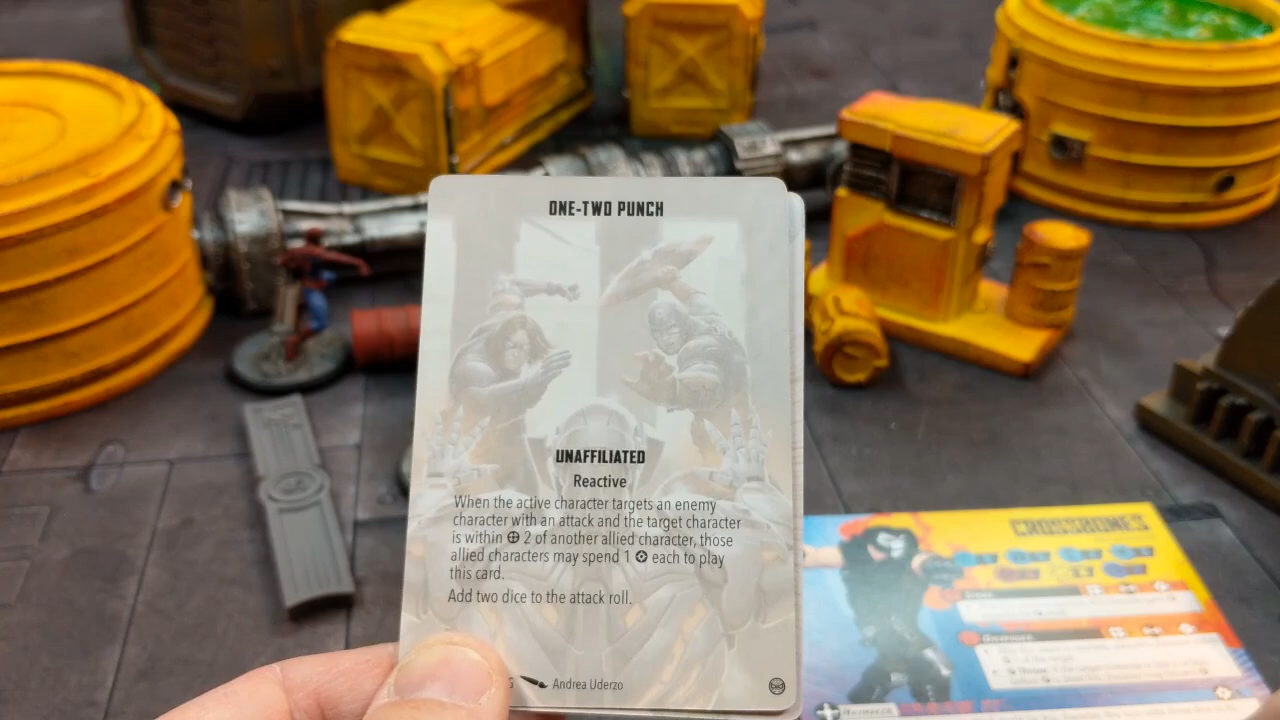 ONE-TWO PUNCH
UNAFFILIATED
Reactive
When the active character targets an enemy
character with an attack and the target character
is within 2 of another allied character, those
allied characters may spend 1 each to play
this card.
Add two dice to the attack roll.
G Andrea Uderzo
CROSSBONES
Strike